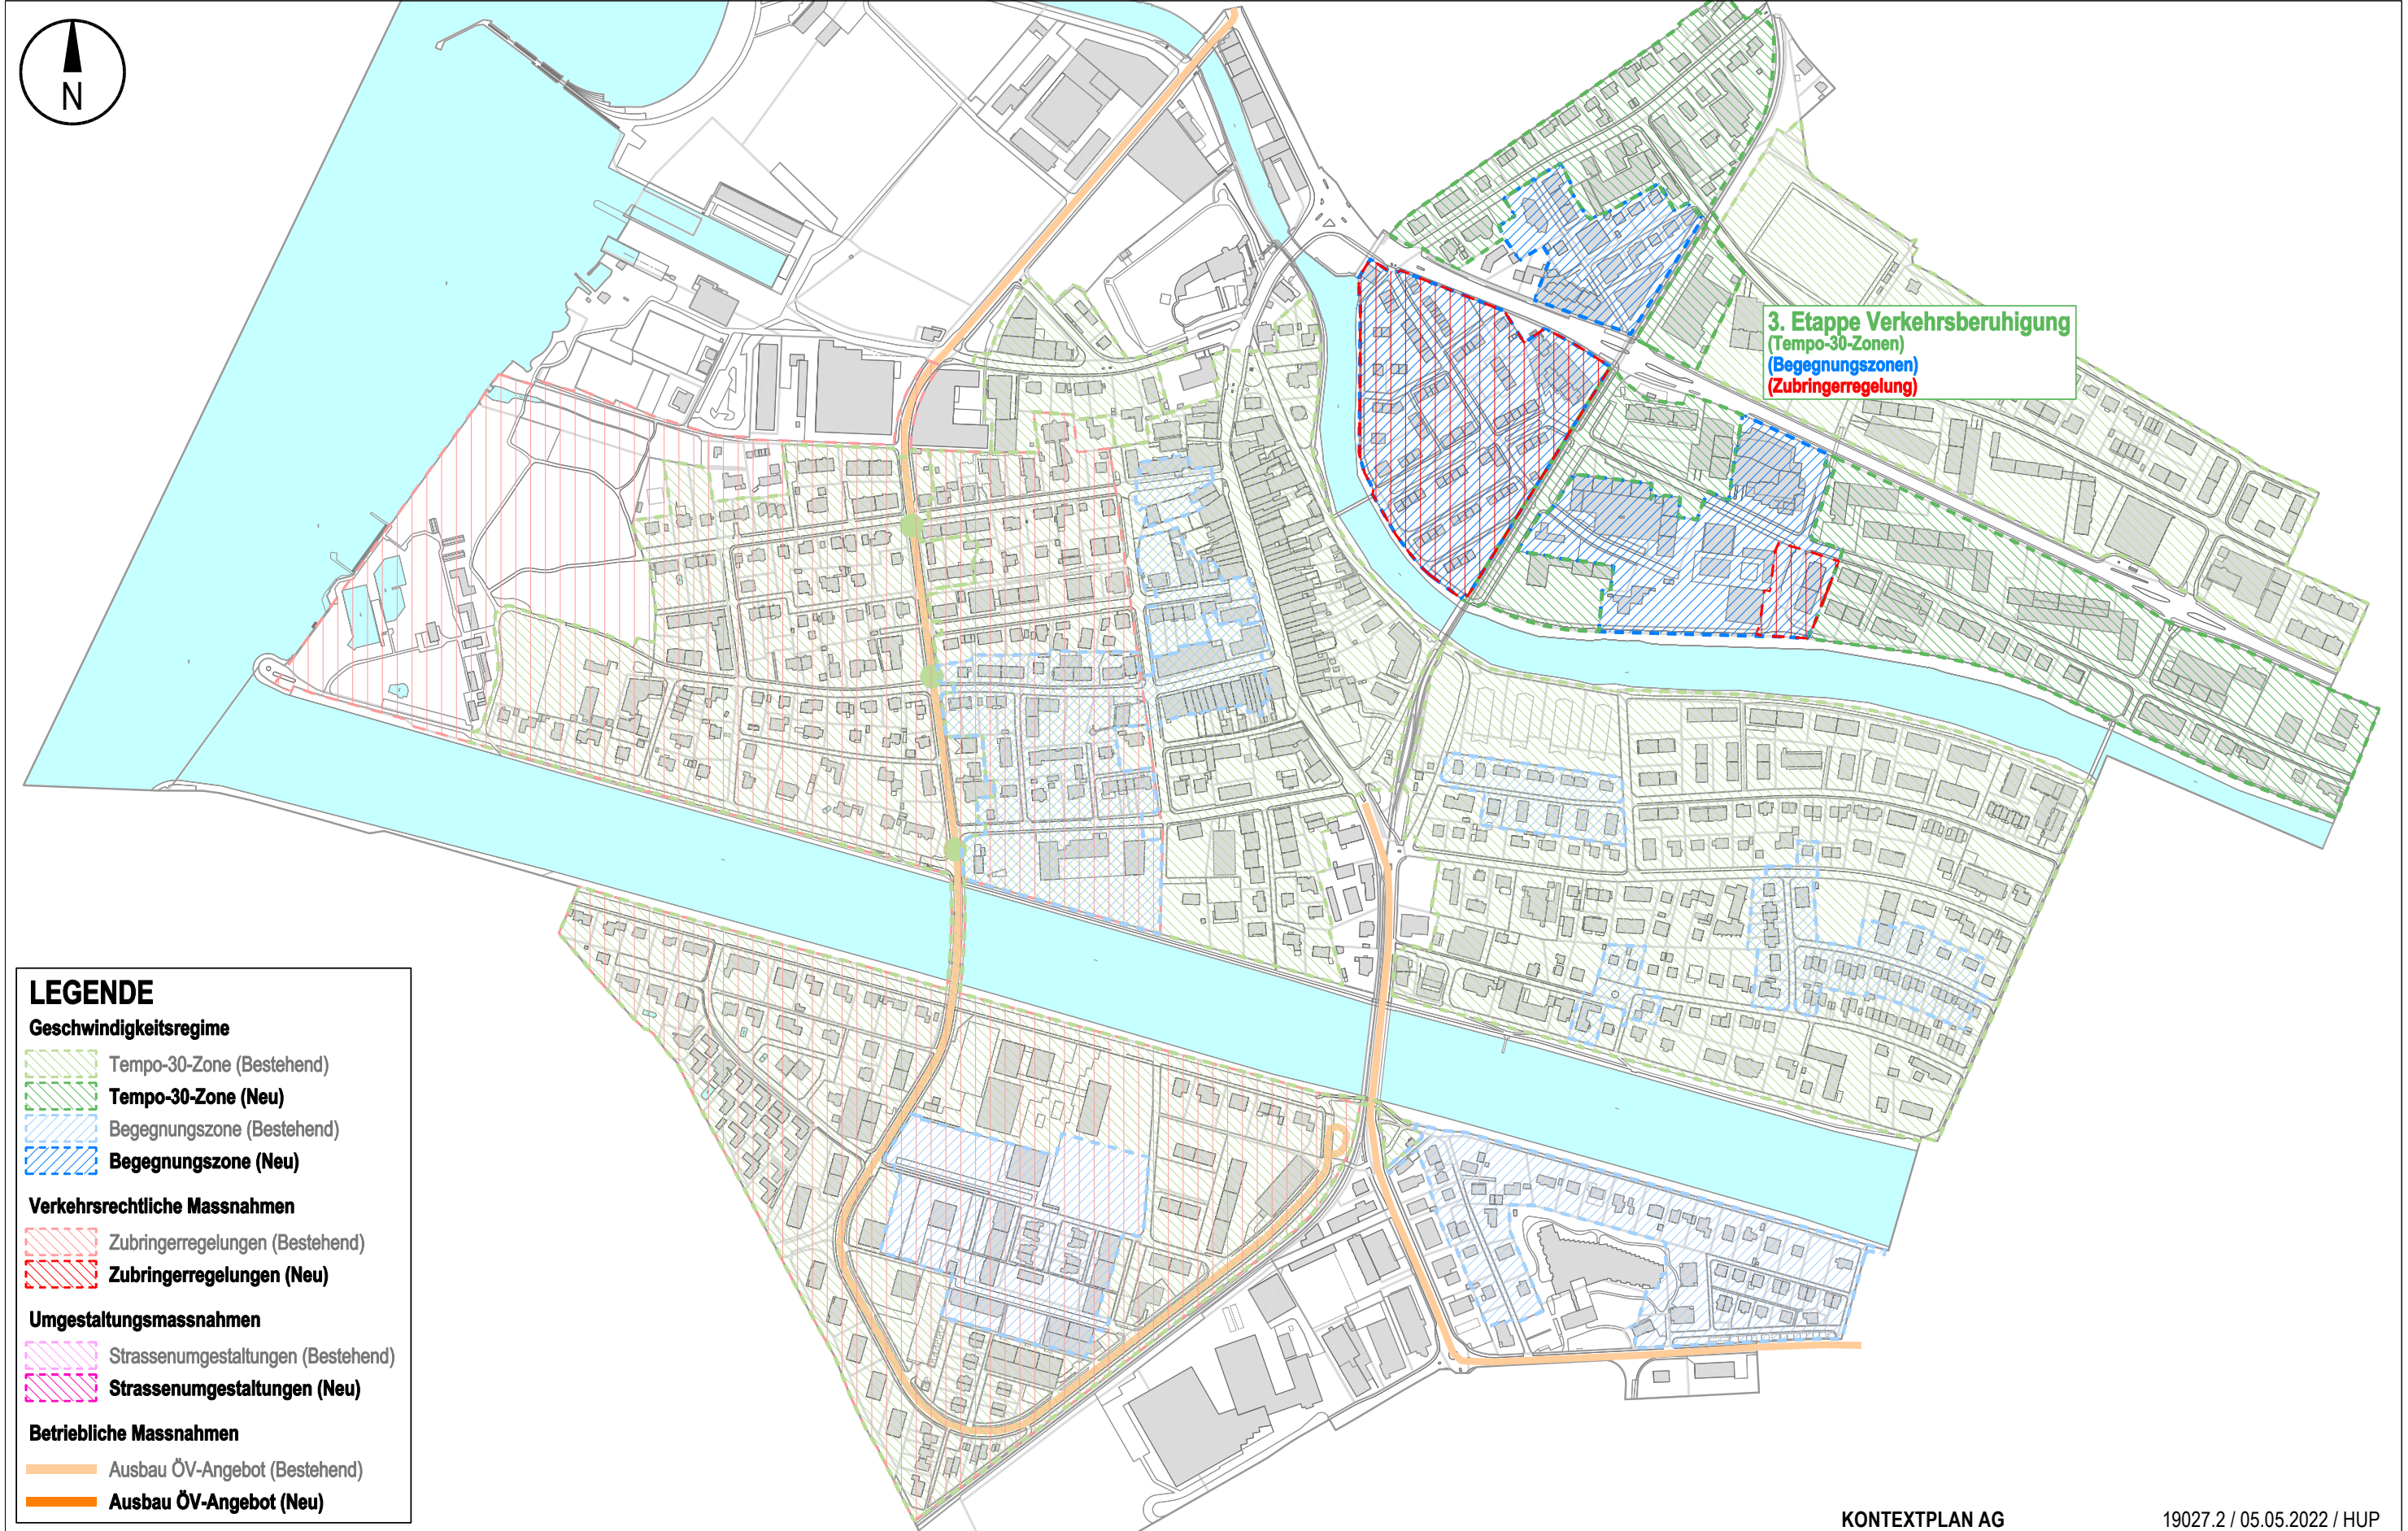 N
3. Etappe Verkehrsberuhigung
(Tempo-30-Zonen)
(Begegnungszonen)
(Zubringerregelung)
LEGENDE
Geschwindigkeitsregime
Tempo-30-Zone (Bestehend)
Tempo-30-Zone (Neu)
Begegnungszone (Bestehend)
Begegnungszone (Neu)
Verkehrsrechtliche Massnahmen
Zubringerregelungen (Bestehend)
Zubringerregelungen (Neu)
Umgestaltungsmassnahmen
Strassenumgestaltungen (Bestehend)
Strassenumgestaltungen (Neu)
Betriebliche Massnahmen
Ausbau ÖV-Angebot (Bestehend)
Ausbau ÖV-Angebot (Neu)
KONTEXTPLAN AG
19027.2 / 05.05.2022 / HUP